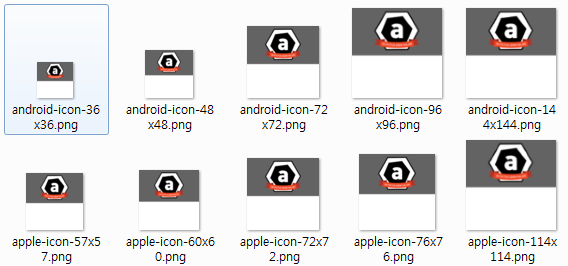 a a a a a
android-icon-36 android-icon-48 android-icon-72 android-icon-96 android-icon-14
x36.png x48.png x72.png x96.png 4x144.png
a a a a a
apple-icon-57x5 apple-icon-60x6 apple-icon-72x7 apple-icon-76x7 apple-icon-114x
7.png 0.png 2.png 6.png 114.png